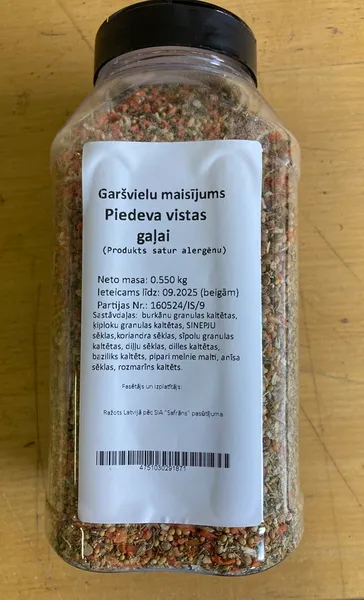 Garšvielu maisījums
Piedeva vistas
gaļai
(Produkts satur alergēnu)
Neto masa: 0.550 kg
Ieteicams līdz: 09.2025 (beigām)
Partijas Nr.: 160524/IS/9
Sastāvdaļas: burkānu granulas kaltētas,
ķiploku granulas kaltētas, SINEPJU
sēklas,koriandra sēklas, sīpolu granulas
kaltētas, diļļu sēklas, dilles kaltētas,
baziliks kaltēts, pipari melnie malti, anīsa
sēklas, rozmarīns kaltēts.
Fasētājs un izplatītājs:
Ražots Latvijā pēc SIA "Safrāns" pasūtījuma
4751030291671